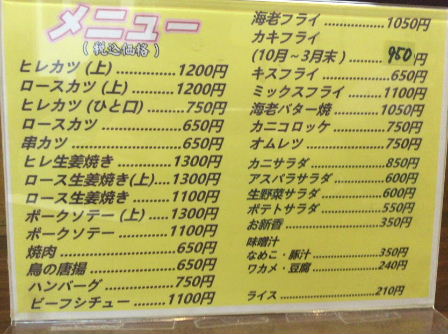 メニュー
(税込価格)
ヒレカツ(上)..............1200円
ロースカツ(上)............1200円
ヒレカツ(ひと口)..........750円
ロースカツ....................650円
串カツ..........................650円
ヒレ生姜焼き..............1300円
ロース生姜焼き(上)....1300円
ロース生姜焼き..........1100円
ポークソテー(上).....1300円
ポークソテー..............1100円
焼肉..............................650円
鳥の唐揚......................650円
ハンバーグ....................750円
ビーフシチュー..........1100円
海老フライ..................1050円
カキフライ
(10月~3月末)..........950円
キスフライ....................650円
ミックスフライ..........1100円
海老バター焼..............1050円
カニコロッケ................750円
オムレツ........................750円
カニサラダ....................850円
アスパラサラダ............600円
生野菜サラダ................600円
ポテトサラダ................550円
お新香..........................350円
味噌汁
なめこ・豚汁................350円
ワカメ・豆腐................240円
ライス..........................210円